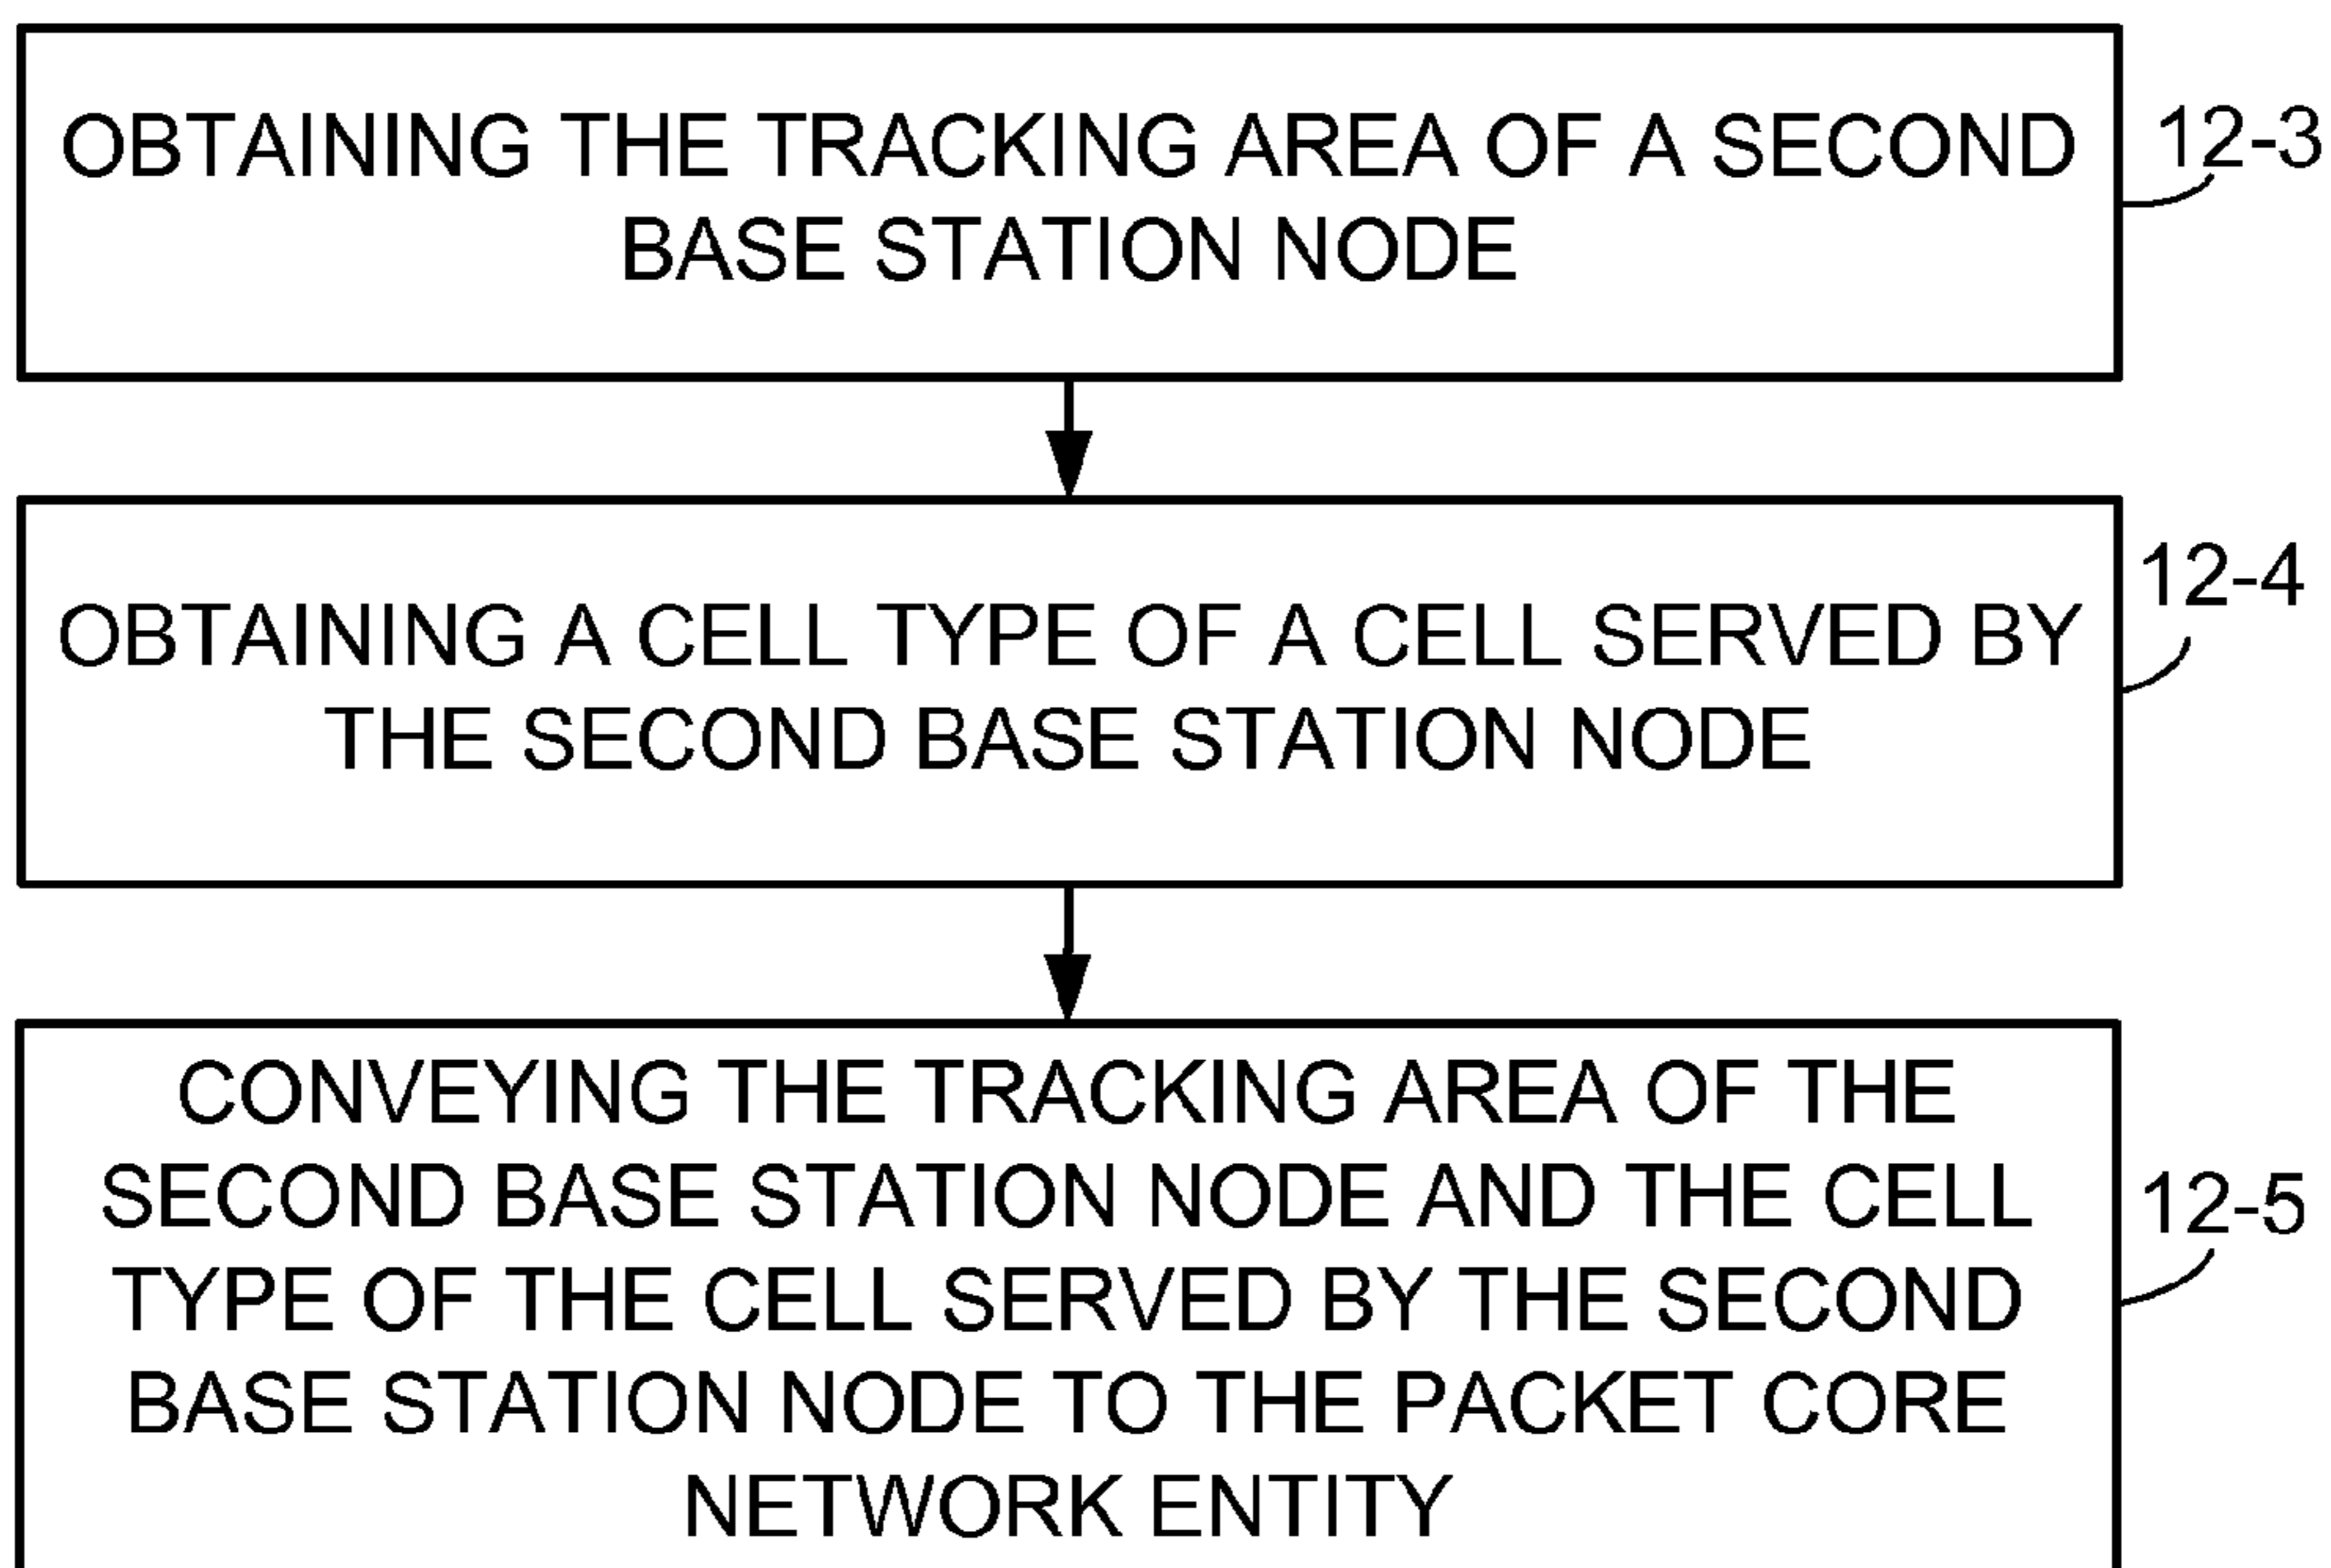 OBTAINING THE TRACKING AREA OF A SECOND
BASE STATION NODE
12-3
OBTAINING A CELL TYPE OF A CELL SERVED BY
THE SECOND BASE STATION NODE
12-4
CONVEYING THE TRACKING AREA OF THE
SECOND BASE STATION NODE AND THE CELL
TYPE OF THE CELL SERVED BY THE SECOND
BASE STATION NODE TO THE PACKET CORE
NETWORK ENTITY
12-5